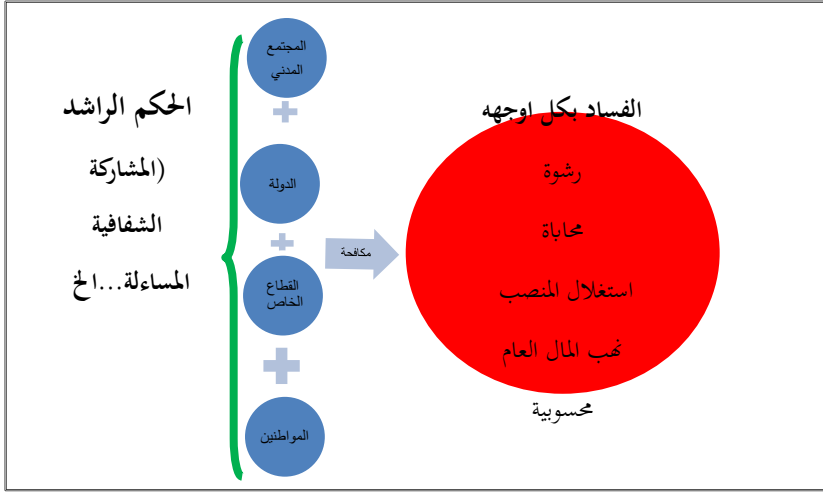 الحكم الراشد
(المشاركة
الشفافية
المساءلة...الخ
المجتمع
المدني
الدولة
القطاع
الخاص
المواطنين
مكافحة
الفساد بكل اوجهه
رشوة
محاباة
استغلال المنصب
نهب المال العام
محسوبية